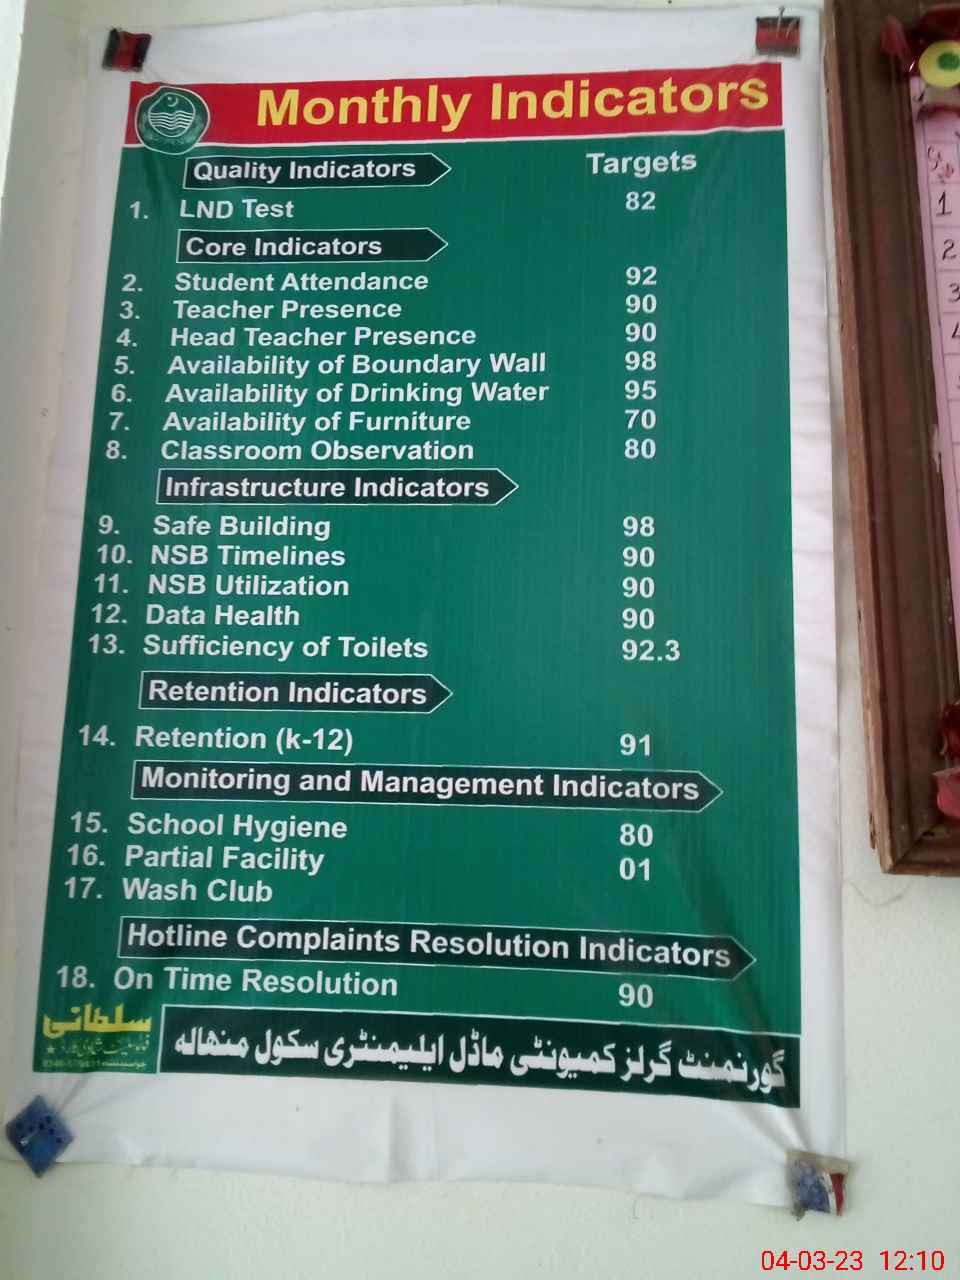 Monthly Indicators
Quality Indicators Targets
1. LND Test 82
Core Indicators
2. Student Attendance 92
3. Teacher Presence 90
4. Head Teacher Presence 90
5. Availability of Boundary Wall 98
6. Availability of Drinking Water 95
7. Availability of Furniture 70
8. Classroom Observation 80
Infrastructure Indicators
9. Safe Building 98
10. NSB Timelines 90
11. NSB Utilization 90
12. Data Health 90
13. Sufficiency of Toilets 92.3
Retention Indicators
14. Retention (k-12) 91
Monitoring and Management Indicators
15. School Hygiene 80
16. Partial Facility 01
17. Wash Club
Hotline Complaints Resolution Indicators
18. On Time Resolution 90
سلطانی
گورنمنٹ گرلز کمیونٹی ماڈل ایلیمنٹری سکول منھالہ
1
2
3
4
04-03-23 12:10